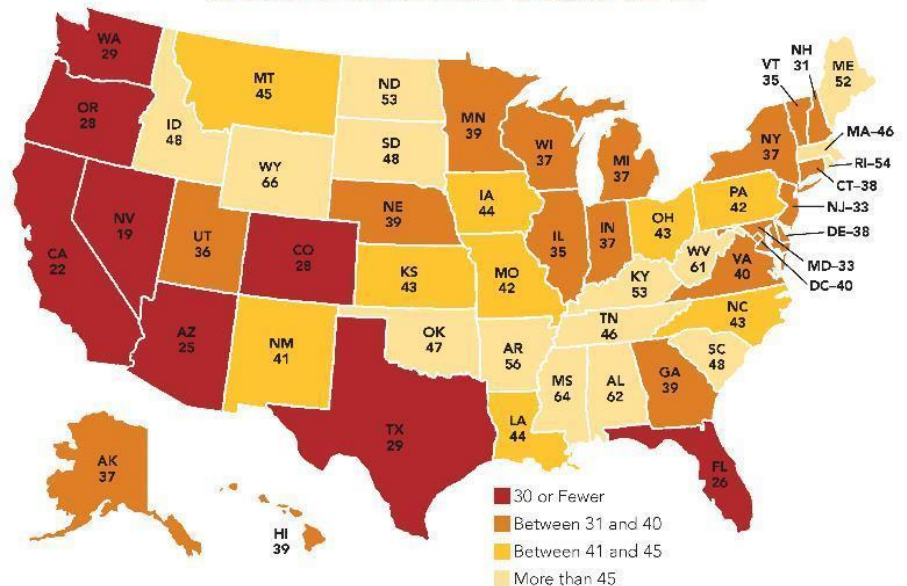 WA
29
OR
28
CA
22
NV
19
ID
48
MT
45
WY
66
UT
36
CO
28
AZ
25
NM
41
ND
53
SD
48
NE
39
KS
43
OK
47
TX
29
MN
39
IA
44
MO
42
AR
56
LA
44
WI
37
IL
35
MI
37
IN
37
OH
43
KY
53
TN
46
MS
64
AL
62
GA
39
FL
26
SC
48
NC
43
VA
40
WV
61
PA
42
NY
37
VT
35
NH
31
ME
52
MA–46
RI–54
CT–38
NJ–33
DE–38
MD–33
DC–40
AK
37
HI
39
30 or Fewer
Between 31 and 40
Between 41 and 45
More than 45